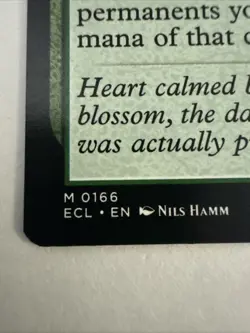 permanents yo
mana of that c
Heart calmed b
blossom, the da
was actually p
M 0166
ECL • EN NILS HAMM